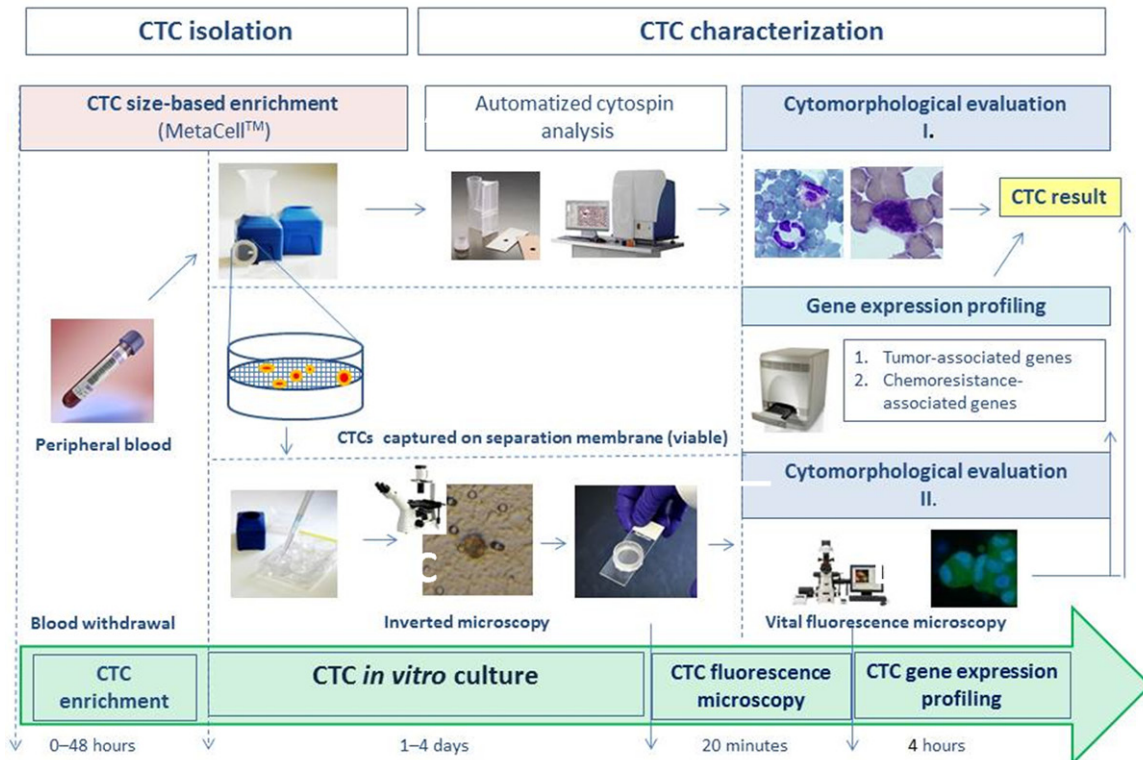 CTC isolation
CTC characterization
CTC size-based enrichment
(MetaCell™)
Automatized cytospin
analysis
Cytomorphological evaluation
I.
CTC result
Gene expression profiling
1. Tumor-associated genes
2. Chemoresistance-
associated genes
Peripheral blood
CTCs captured on separation membrane (viable)
Cytomorphological evaluation
II.
C
Blood withdrawal
Inverted microscopy
Vital fluorescence microscopy
CTC
enrichment
CTC in vitro culture
CTC fluorescence
microscopy
CTC gene expression
profiling
0–48 hours
1–4 days
20 minutes
4 hours